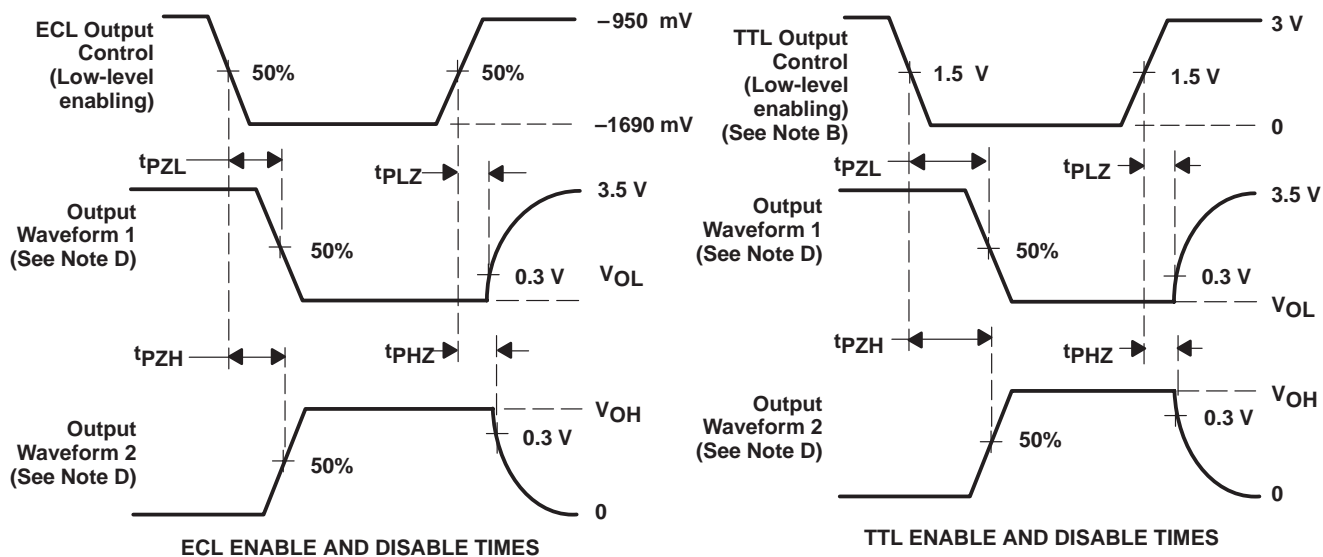 ECL Output
Control
(Low-level
enabling)
50%
50%
–950 mV
–1690 mV
tPZL
tPLZ
3.5 V
Output
Waveform 1
(See Note D)
50%
0.3 V
VOL
tPZH
tPHZ
VOH
Output
Waveform 2
(See Note D)
50%
0.3 V
0
ECL ENABLE AND DISABLE TIMES
TTL Output
Control
(Low-level
enabling)
(See Note B)
1.5 V
1.5 V
3 V
0
tPZL
tPLZ
3.5 V
Output
Waveform 1
(See Note D)
50%
0.3 V
VOL
tPZH
tPHZ
VOH
Output
Waveform 2
(See Note D)
50%
0.3 V
0
TTL ENABLE AND DISABLE TIMES